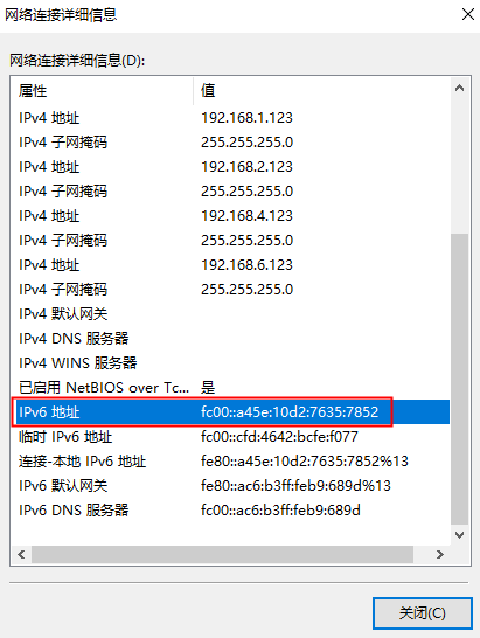 网络连接详细信息
网络连接详细信息(D):
属性 值
IPv4 地址 192.168.1.123
IPv4 子网掩码 255.255.255.0
IPv4 地址 192.168.2.123
IPv4 子网掩码 255.255.255.0
IPv4 地址 192.168.4.123
IPv4 子网掩码 255.255.255.0
IPv4 地址 192.168.6.123
IPv4 子网掩码 255.255.255.0
IPv4 默认网关
IPv4 DNS 服务器
IPv4 WINS 服务器
已启用 NetBIOS over Tc... 是
IPv6 地址 fc00::a45e:10d2:7635:7852
临时 IPv6 地址 fc00::cfd:4642:bcfe:f077
连接-本地 IPv6 地址 fe80::a45e:10d2:7635:7852%13
IPv6 默认网关 fe80::ac6:b3ff:feb9:689d%13
IPv6 DNS 服务器 fc00::ac6:b3ff:feb9:689d
关闭(C)